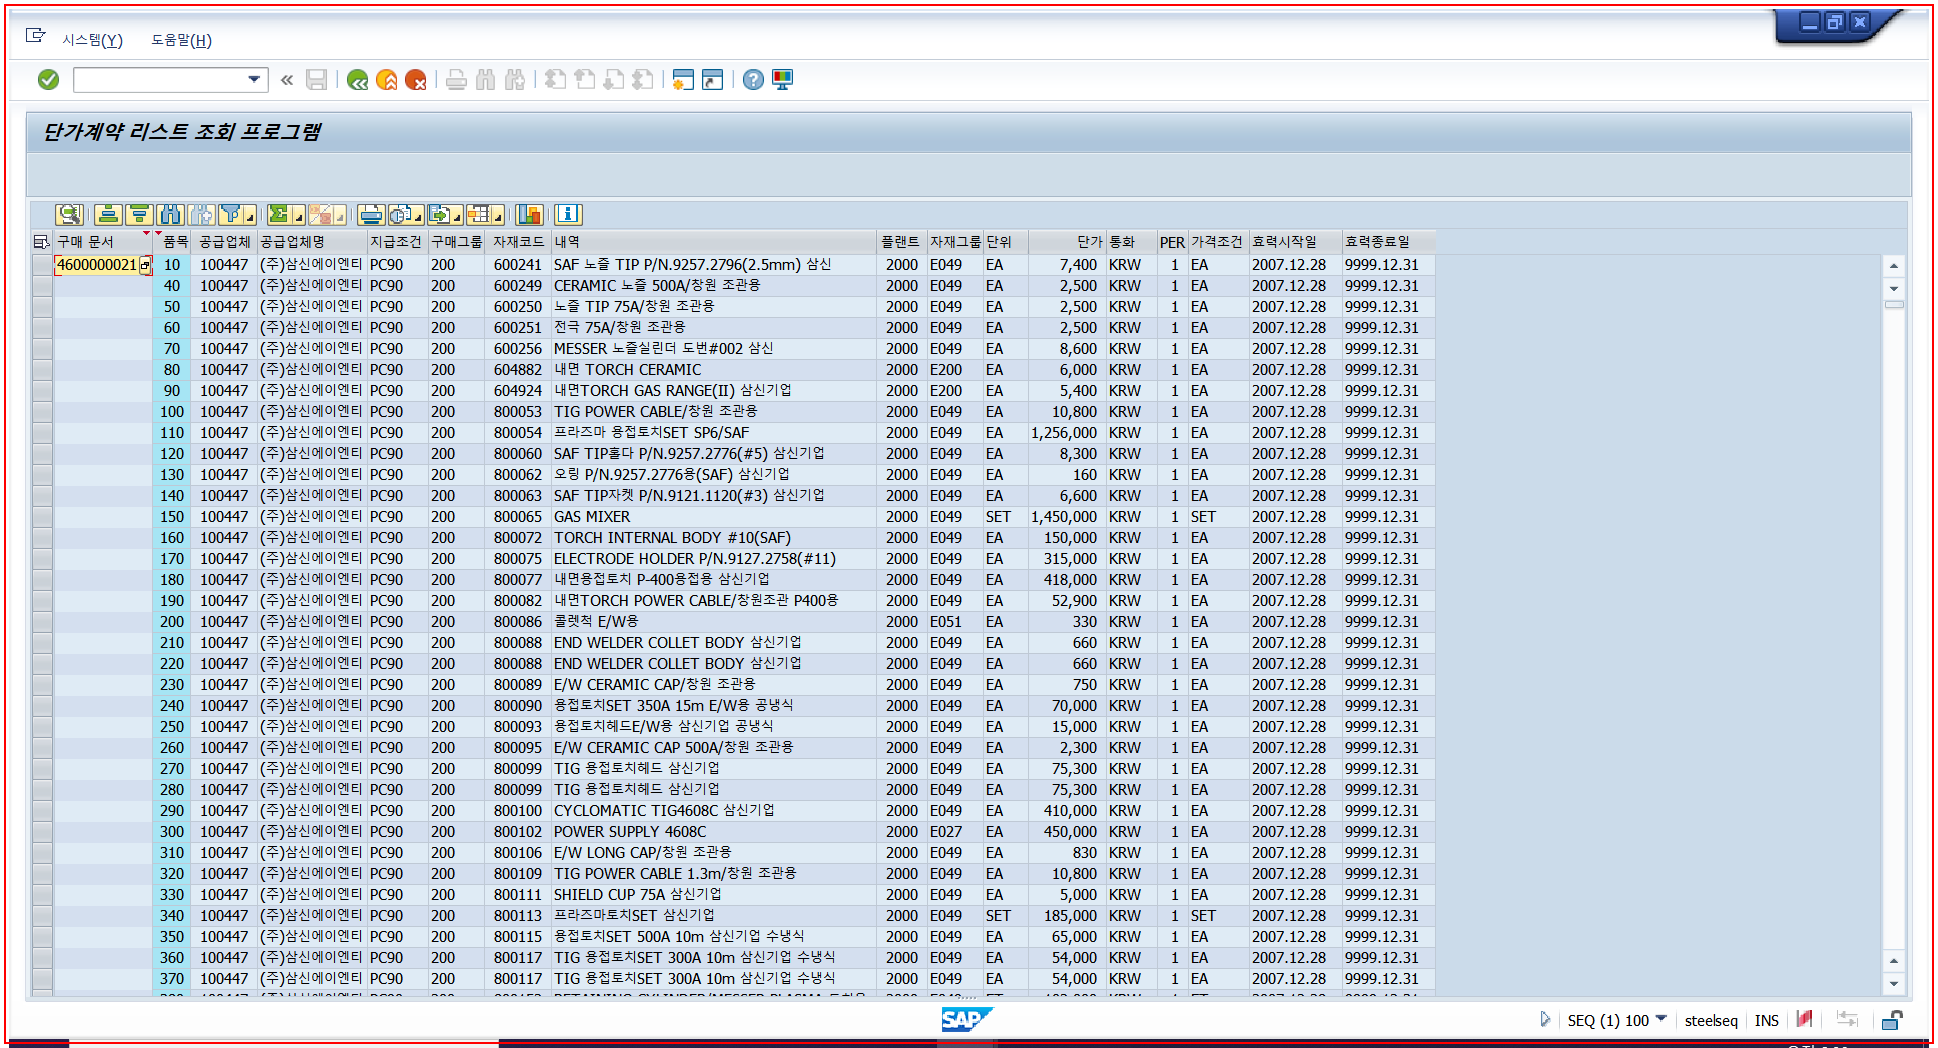 시스템(Y) 도움말(H)
단가계약 리스트 조회 프로그램
구매 문서 품목 공급업체 공급업체명 지급조건 구매그룹 자재코드 내역 플랜트 자재그룹 단위 단가 통화 PER 가격조건 효력시작일 효력종료일
4600000021 10 100447 (주)삼신에이엔티 PC90 200 600241 SAF 노즐 TIP P/N.9257.2796(2.5mm) 삼신 2000 E049 EA 7,400 KRW 1 EA 2007.12.28 9999.12.31
40 100447 (주)삼신에이엔티 PC90 200 600249 CERAMIC 노즐 500A/창원 조관용 2000 E049 EA 2,500 KRW 1 EA 2007.12.28 9999.12.31
50 100447 (주)삼신에이엔티 PC90 200 600250 노즐 TIP 75A/창원 조관용 2000 E049 EA 2,500 KRW 1 EA 2007.12.28 9999.12.31
60 100447 (주)삼신에이엔티 PC90 200 600251 전극 75A/창원 조관용 2000 E049 EA 2,500 KRW 1 EA 2007.12.28 9999.12.31
70 100447 (주)삼신에이엔티 PC90 200 600256 MESSER 노즐실린더 도번#002 삼신 2000 E049 EA 8,600 KRW 1 EA 2007.12.28 9999.12.31
80 100447 (주)삼신에이엔티 PC90 200 604882 내면 TORCH CERAMIC 2000 E200 EA 6,000 KRW 1 EA 2007.12.28 9999.12.31
90 100447 (주)삼신에이엔티 PC90 200 604924 내면TORCH GAS RANGE(II) 삼신기업 2000 E200 EA 5,400 KRW 1 EA 2007.12.28 9999.12.31
100 100447 (주)삼신에이엔티 PC90 200 800053 TIG POWER CABLE/창원 조관용 2000 E049 EA 10,800 KRW 1 EA 2007.12.28 9999.12.31
110 100447 (주)삼신에이엔티 PC90 200 800054 프라즈마 용접토치SET SP6/SAF 2000 E049 EA 1,256,000 KRW 1 EA 2007.12.28 9999.12.31
120 100447 (주)삼신에이엔티 PC90 200 800060 SAF TIP홀다 P/N.9257.2776(#5) 삼신기업 2000 E049 EA 8,300 KRW 1 EA 2007.12.28 9999.12.31
130 100447 (주)삼신에이엔티 PC90 200 800062 오링 P/N.9257.2776용(SAF) 삼신기업 2000 E049 EA 160 KRW 1 EA 2007.12.28 9999.12.31
140 100447 (주)삼신에이엔티 PC90 200 800063 SAF TIP자켓 P/N.9121.1120(#3) 삼신기업 2000 E049 EA 6,600 KRW 1 EA 2007.12.28 9999.12.31
150 100447 (주)삼신에이엔티 PC90 200 800065 GAS MIXER 2000 E049 SET 1,450,000 KRW 1 SET 2007.12.28 9999.12.31
160 100447 (주)삼신에이엔티 PC90 200 800072 TORCH INTERNAL BODY #10(SAF) 2000 E049 EA 150,000 KRW 1 EA 2007.12.28 9999.12.31
170 100447 (주)삼신에이엔티 PC90 200 800075 ELECTRODE HOLDER P/N.9127.2758(#11) 2000 E049 EA 315,000 KRW 1 EA 2007.12.28 9999.12.31
180 100447 (주)삼신에이엔티 PC90 200 800077 내면용접토치 P-400용접용 삼신기업 2000 E049 EA 418,000 KRW 1 EA 2007.12.28 9999.12.31
190 100447 (주)삼신에이엔티 PC90 200 800082 내면TORCH POWER CABLE/창원조관 P400용 2000 E049 EA 52,900 KRW 1 EA 2007.12.28 9999.12.31
200 100447 (주)삼신에이엔티 PC90 200 800086 콜렛척 E/W용 2000 E051 EA 330 KRW 1 EA 2007.12.28 9999.12.31
210 100447 (주)삼신에이엔티 PC90 200 800088 END WELDER COLLET BODY 삼신기업 2000 E049 EA 660 KRW 1 EA 2007.12.28 9999.12.31
220 100447 (주)삼신에이엔티 PC90 200 800088 END WELDER COLLET BODY 삼신기업 2000 E049 EA 660 KRW 1 EA 2007.12.28 9999.12.31
230 100447 (주)삼신에이엔티 PC90 200 800089 E/W CERAMIC CAP/창원 조관용 2000 E049 EA 750 KRW 1 EA 2007.12.28 9999.12.31
240 100447 (주)삼신에이엔티 PC90 200 800090 용접토치SET 350A 15m E/W용 공냉식 2000 E049 EA 70,000 KRW 1 EA 2007.12.28 9999.12.31
250 100447 (주)삼신에이엔티 PC90 200 800093 용접토치헤드E/W용 삼신기업 공냉식 2000 E049 EA 15,000 KRW 1 EA 2007.12.28 9999.12.31
260 100447 (주)삼신에이엔티 PC90 200 800095 E/W CERAMIC CAP 500A/창원 조관용 2000 E049 EA 2,300 KRW 1 EA 2007.12.28 9999.12.31
270 100447 (주)삼신에이엔티 PC90 200 800099 TIG 용접토치헤드 삼신기업 2000 E049 EA 75,300 KRW 1 EA 2007.12.28 9999.12.31
280 100447 (주)삼신에이엔티 PC90 200 800099 TIG 용접토치헤드 삼신기업 2000 E049 EA 75,300 KRW 1 EA 2007.12.28 9999.12.31
290 100447 (주)삼신에이엔티 PC90 200 800100 CYCLOMATIC TIG4608C 삼신기업 2000 E049 EA 410,000 KRW 1 EA 2007.12.28 9999.12.31
300 100447 (주)삼신에이엔티 PC90 200 800102 POWER SUPPLY 4608C 2000 E027 EA 450,000 KRW 1 EA 2007.12.28 9999.12.31
310 100447 (주)삼신에이엔티 PC90 200 800106 E/W LONG CAP/창원 조관용 2000 E049 EA 830 KRW 1 EA 2007.12.28 9999.12.31
320 100447 (주)삼신에이엔티 PC90 200 800109 TIG POWER CABLE 1.3m/창원 조관용 2000 E049 EA 10,800 KRW 1 EA 2007.12.28 9999.12.31
330 100447 (주)삼신에이엔티 PC90 200 800111 SHIELD CUP 75A 삼신기업 2000 E049 EA 5,000 KRW 1 EA 2007.12.28 9999.12.31
340 100447 (주)삼신에이엔티 PC90 200 800113 프라즈마토치SET 삼신기업 2000 E049 SET 185,000 KRW 1 SET 2007.12.28 9999.12.31
350 100447 (주)삼신에이엔티 PC90 200 800115 용접토치SET 500A 10m 삼신기업 수냉식 2000 E049 EA 65,000 KRW 1 EA 2007.12.28 9999.12.31
360 100447 (주)삼신에이엔티 PC90 200 800117 TIG 용접토치SET 300A 10m 삼신기업 수냉식 2000 E049 EA 54,000 KRW 1 EA 2007.12.28 9999.12.31
370 100447 (주)삼신에이엔티 PC90 200 800117 TIG 용접토치SET 300A 10m 삼신기업 수냉식 2000 E049 EA 54,000 KRW 1 EA 2007.12.28 9999.12.31
SAP SEQ (1) 100 steelseq INS